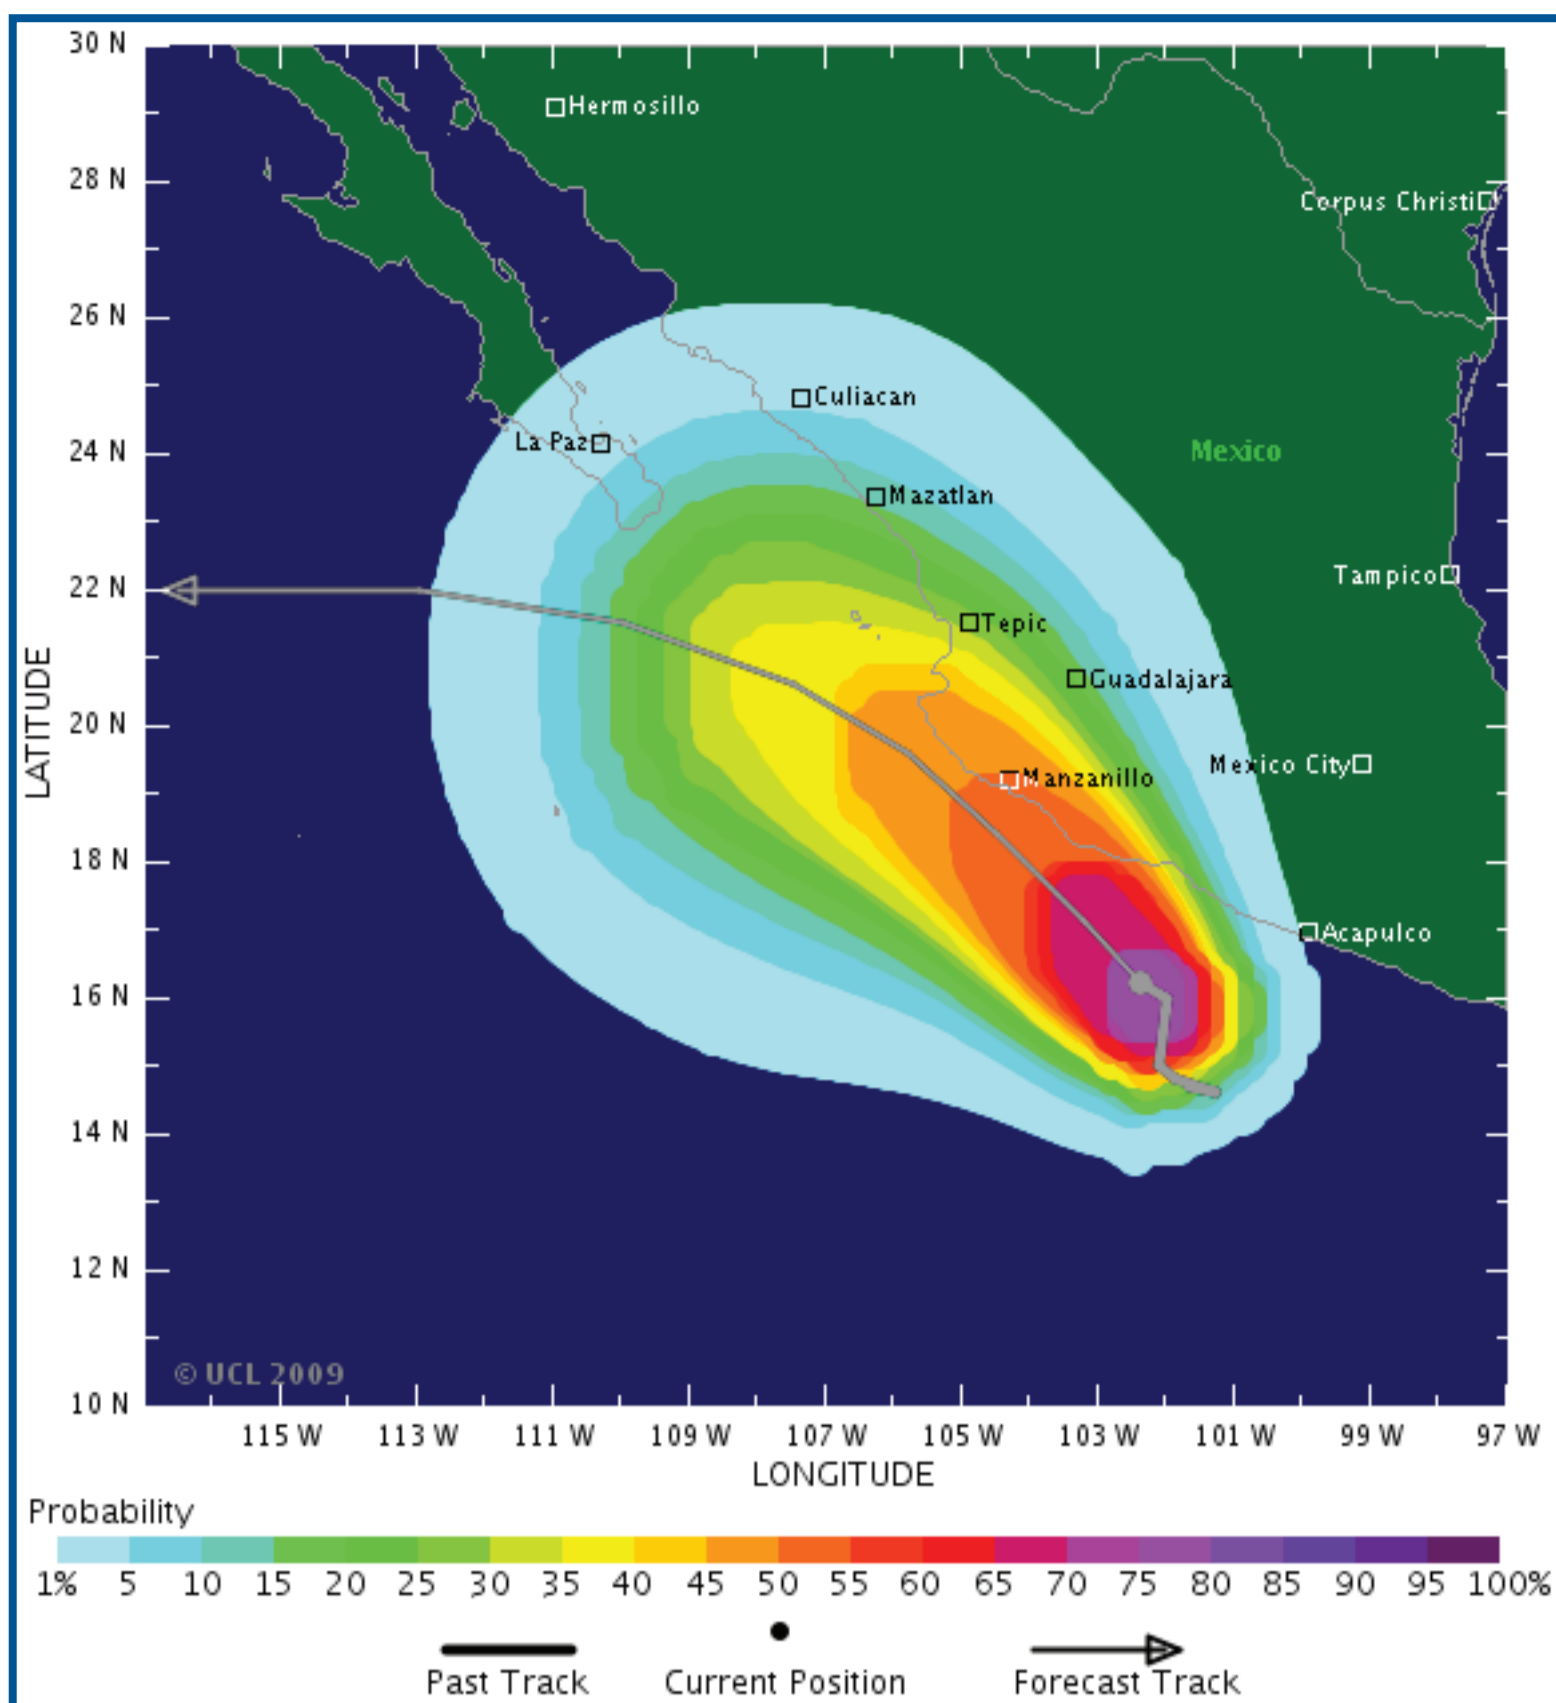 30 N
Hermosillo
28 N
Corpus Christi
26 N
Culiacan
La Paz
24 N
Mexico
Mazatlan
22 N
Tampico
Tepic
Guadalajara
LATITUDE
20 N
Mexico City
Manzanillo
18 N
Acapulco
16 N
14 N
12 N
© UCL 2009
10 N
115 W 113 W 111 W 109 W 107 W 105 W 103 W 101 W 99 W 97 W
LONGITUDE
Probability
1% 5 10 15 20 25 30 35 40 45 50 55 60 65 70 75 80 85 90 95 100%
Past Track Current Position Forecast Track